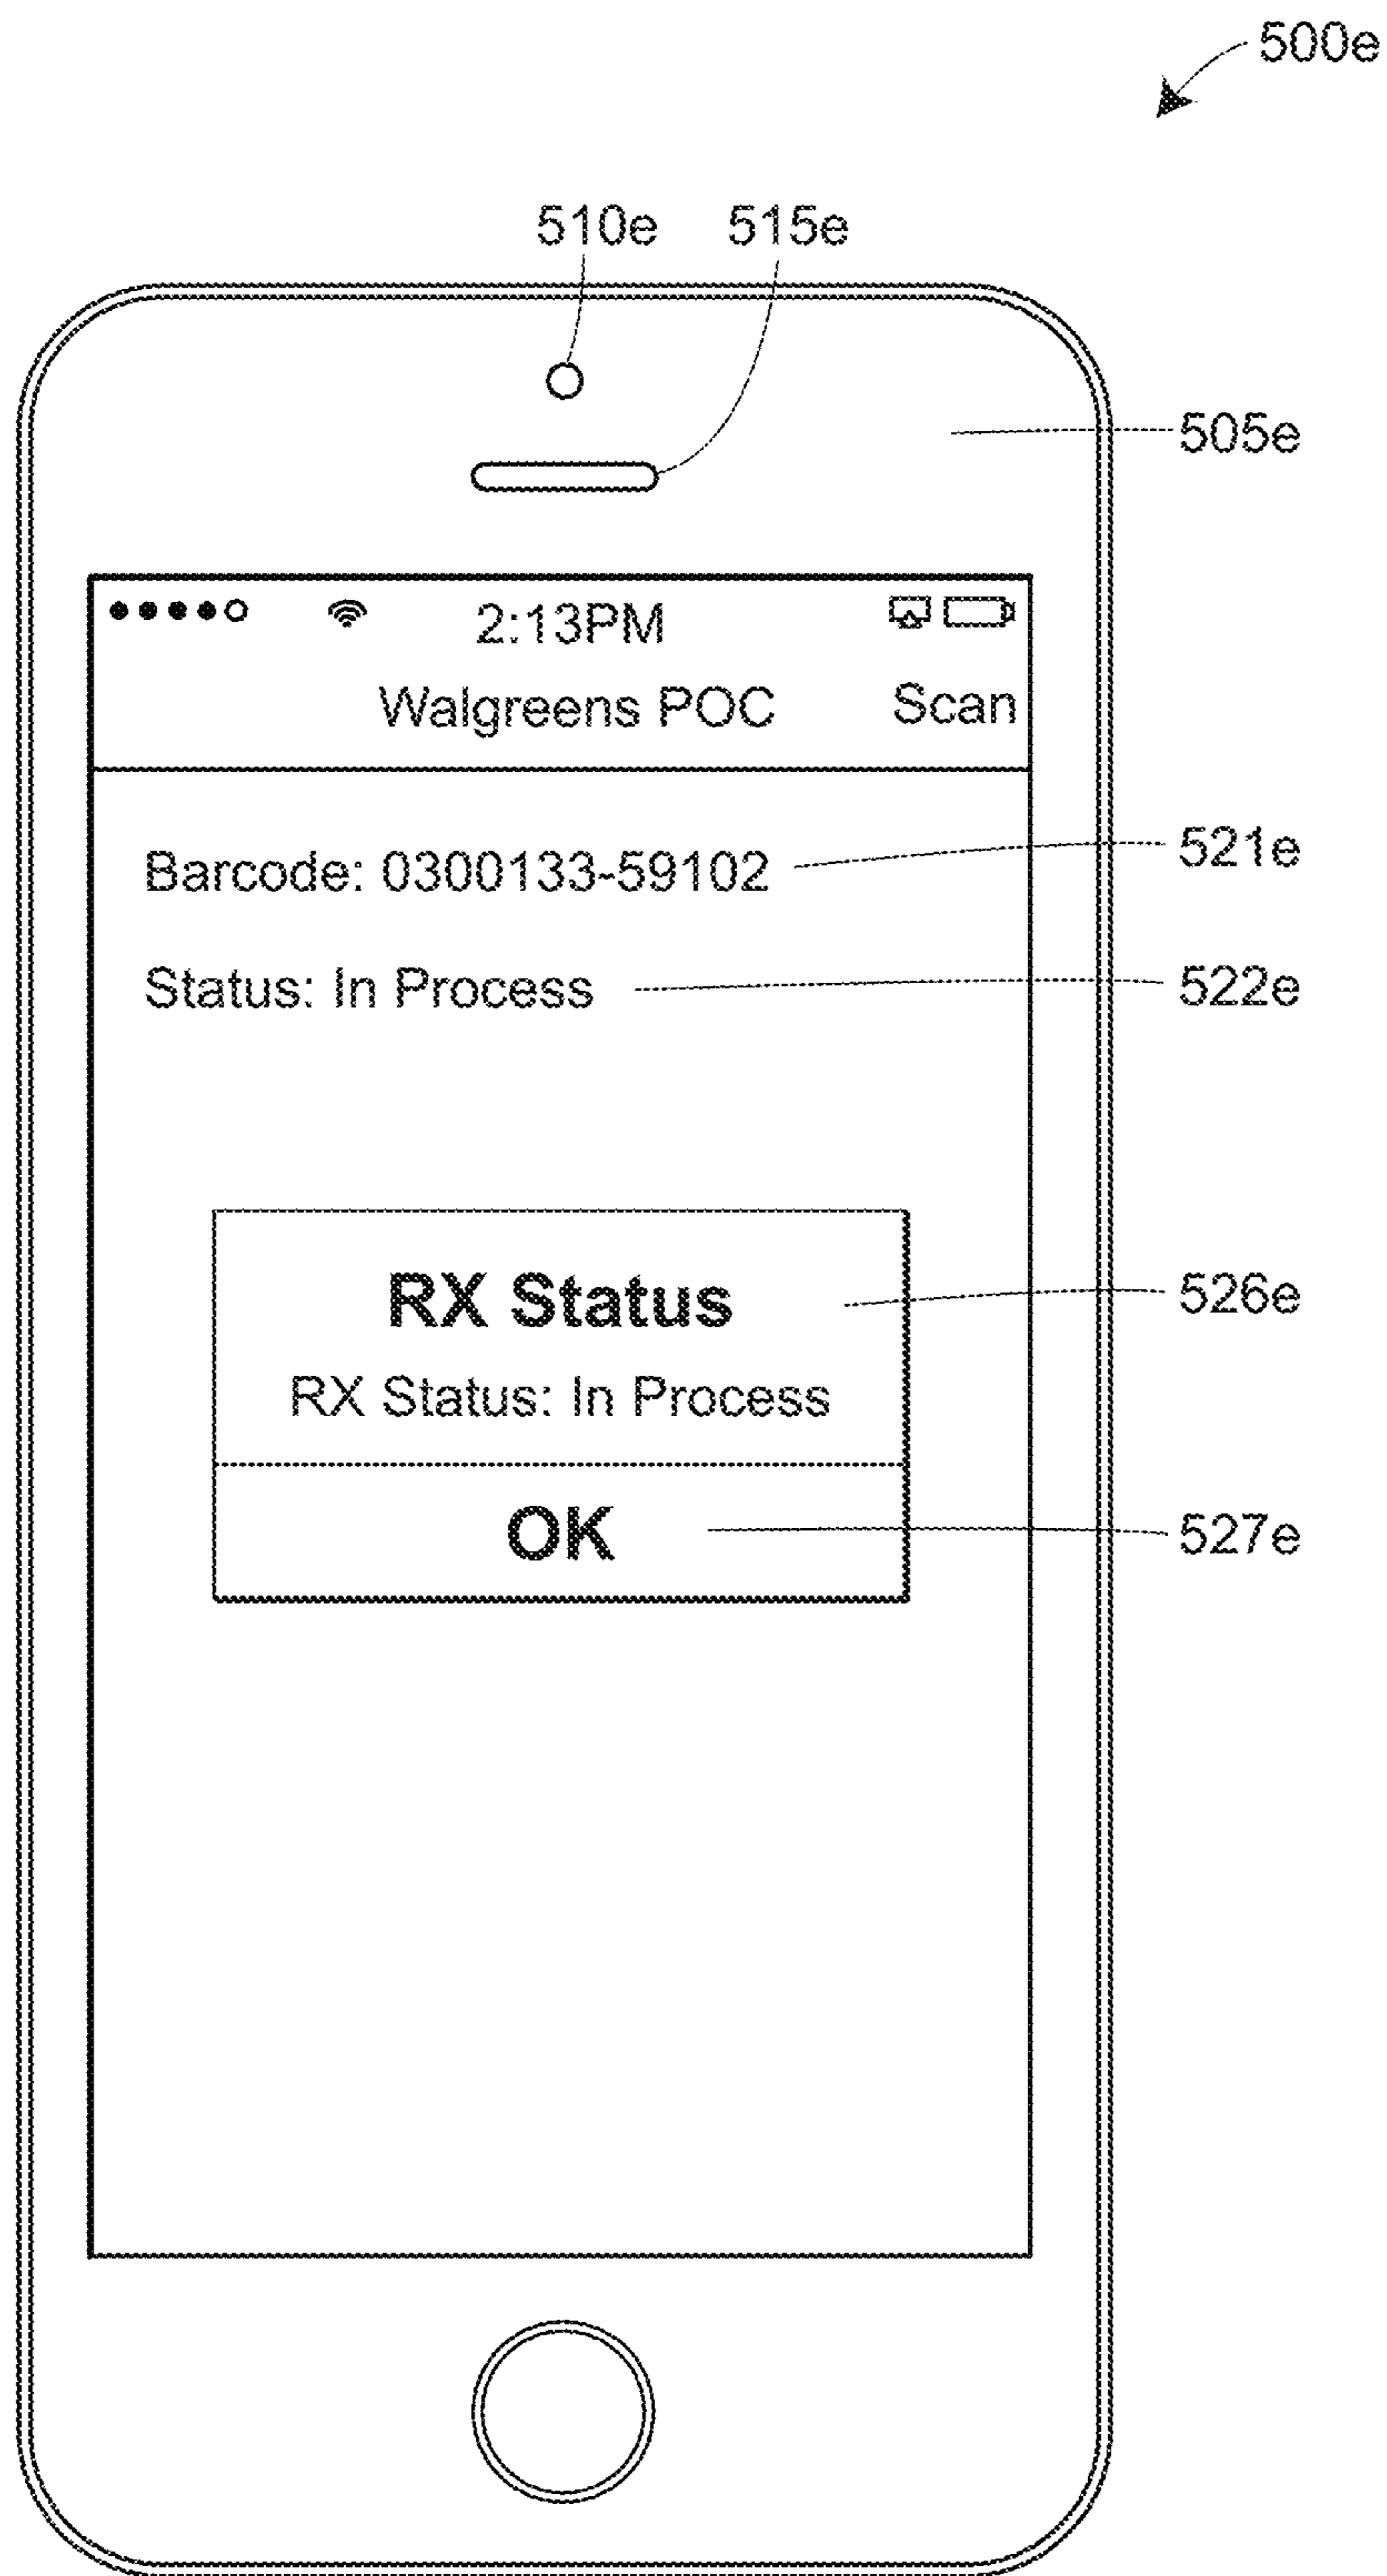 500e
510e 515e
505e
2:13PM
Walgreens POC Scan
Barcode: 0300133-59102 521e
Status: In Process 522e
RX Status 526e
RX Status: In Process
OK 527e